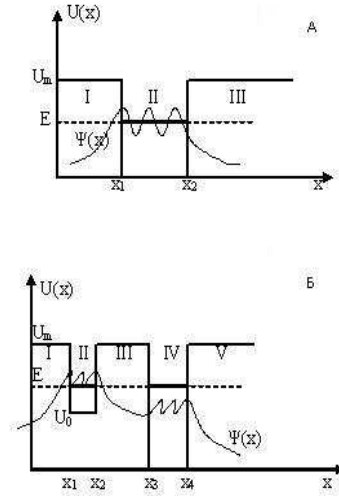 U(x)
А
Um
I
II
III
E
Ψ(x)
x1
x2
x
U(x)
Б
Um
I
II
III
IV
V
E
U0
Ψ(x)
x1
x2
x3
x4
x